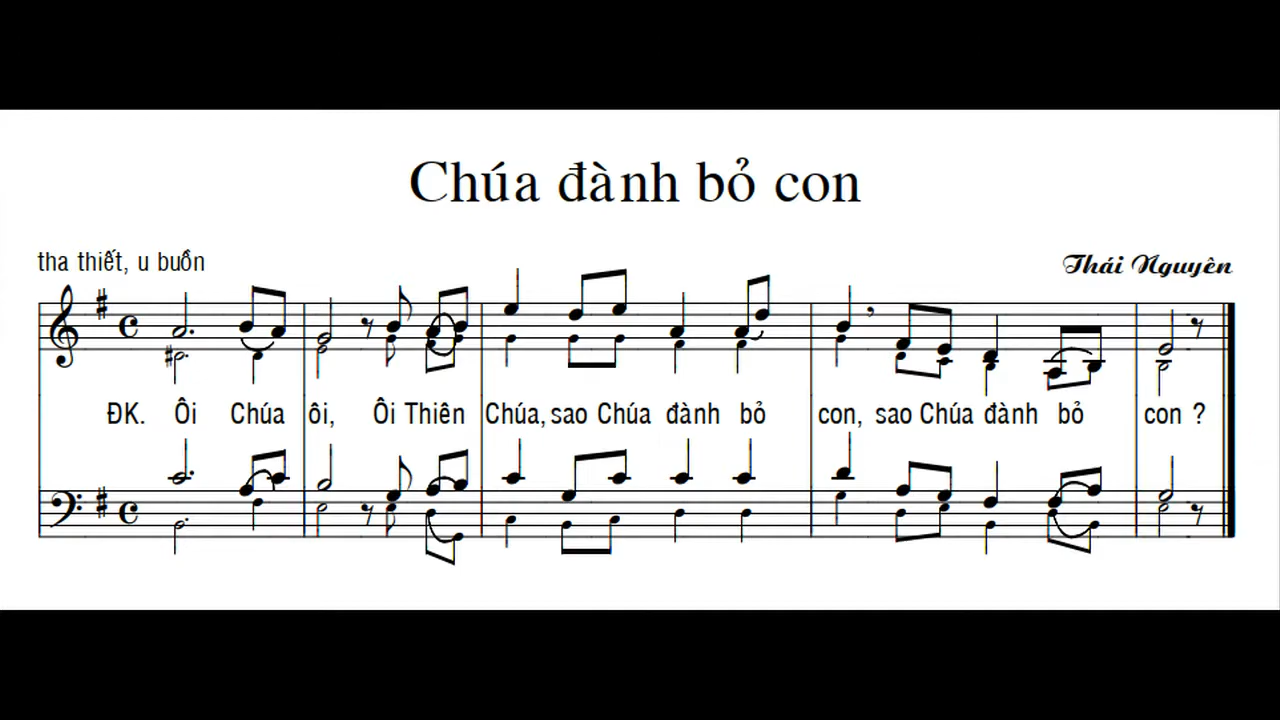 Chúa đành bỏ con
tha thiết, u buồn
Thái Nguyên
ĐK. Ôi Chúa ôi, Ôi Thiên Chúa, sao Chúa đành bỏ con, sao Chúa đành bỏ con ?